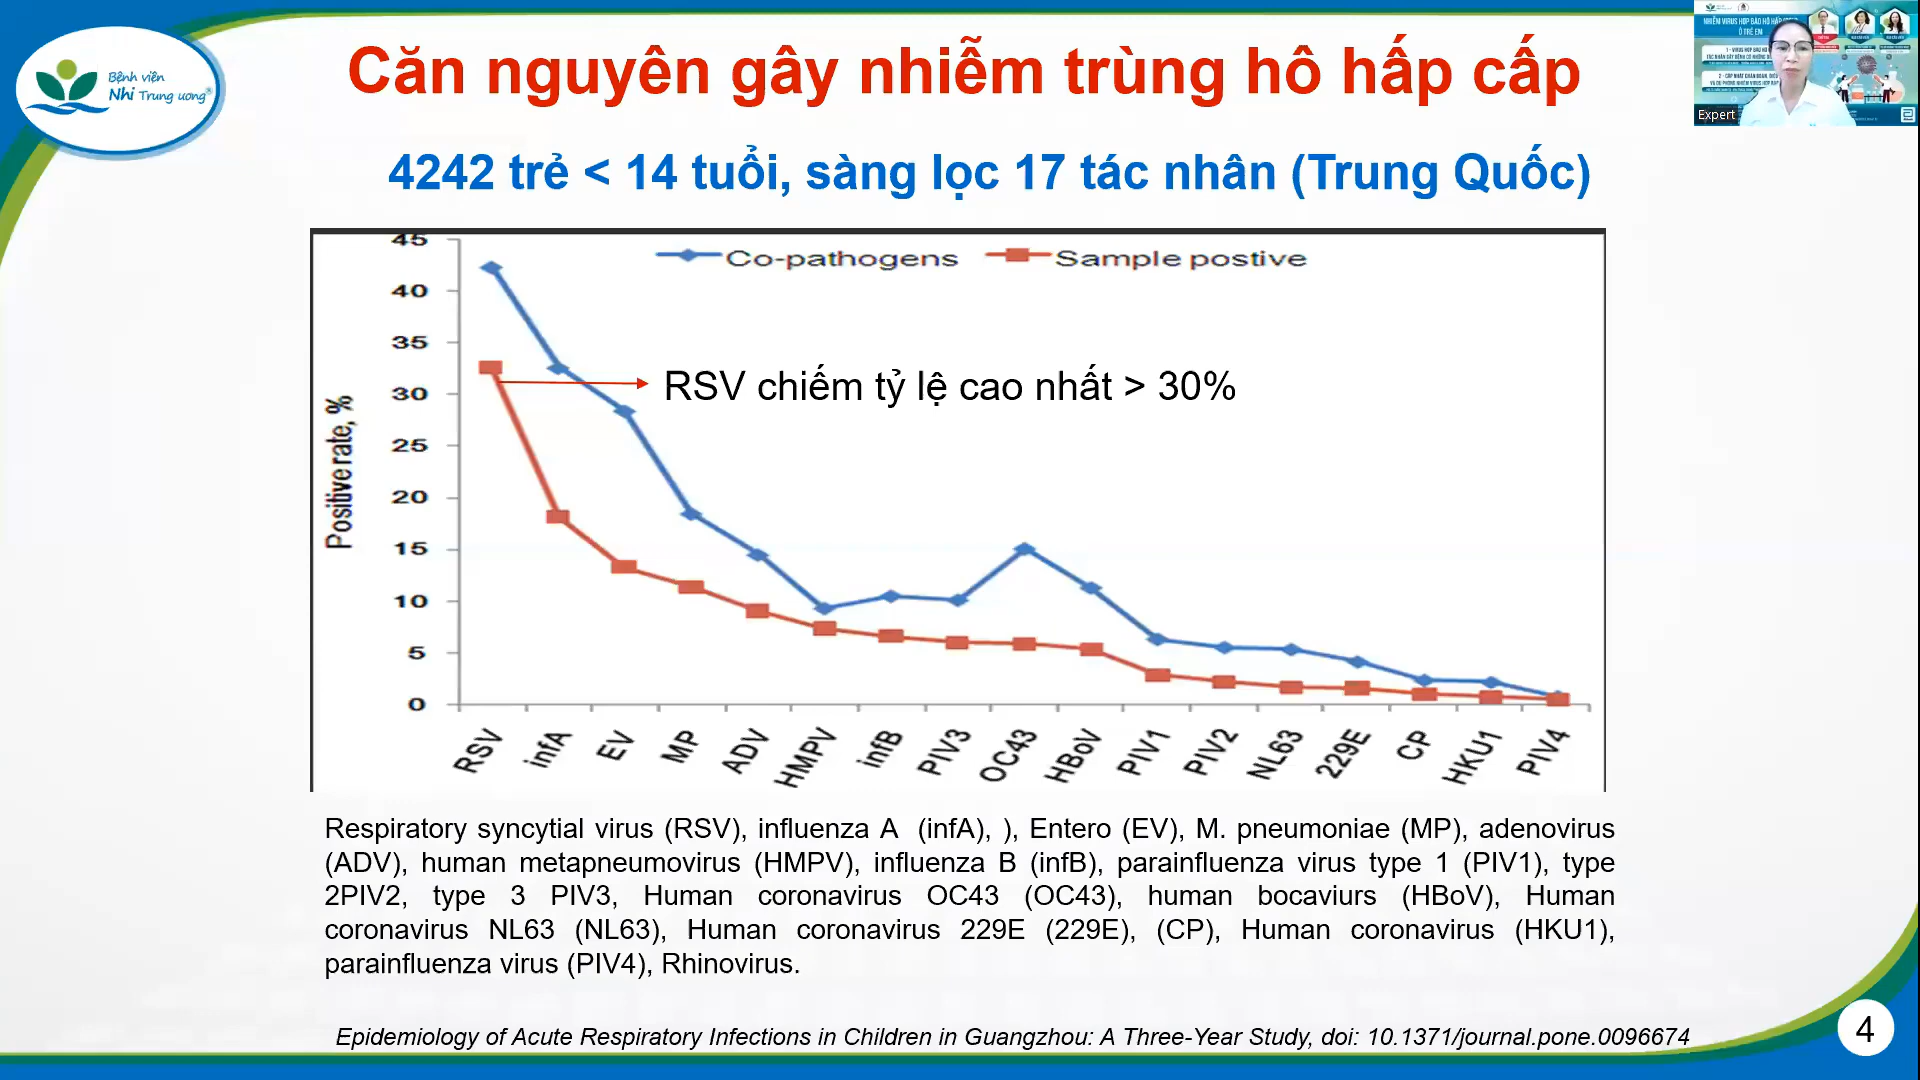 Bệnh viện
Nhi Trung ương
Căn nguyên gây nhiễm trùng hô hấp cấp
4242 trẻ < 14 tuổi, sàng lọc 17 tác nhân (Trung Quốc)
Expert
Co-pathogens
Sample postive
RSV chiếm tỷ lệ cao nhất > 30%
Positive rate, %
45
40
35
30
25
20
15
10
5
0
RSV infA EV MP ADV HMPV infB PIV3 OC43 HBoV PIV1 PIV2 NL63 229E CP HKU1 PIV4
Respiratory syncytial virus (RSV), influenza A (infA), ), Entero (EV), M. pneumoniae (MP), adenovirus
(ADV), human metapneumovirus (HMPV), influenza B (infB), parainfluenza virus type 1 (PIV1), type
2PIV2, type 3 PIV3, Human coronavirus OC43 (OC43), human bocaviurs (HBoV), Human
coronavirus NL63 (NL63), Human coronavirus 229E (229E), (CP), Human coronavirus (HKU1),
parainfluenza virus (PIV4), Rhinovirus.
Epidemiology of Acute Respiratory Infections in Children in Guangzhou: A Three-Year Study, doi: 10.1371/journal.pone.0096674
4